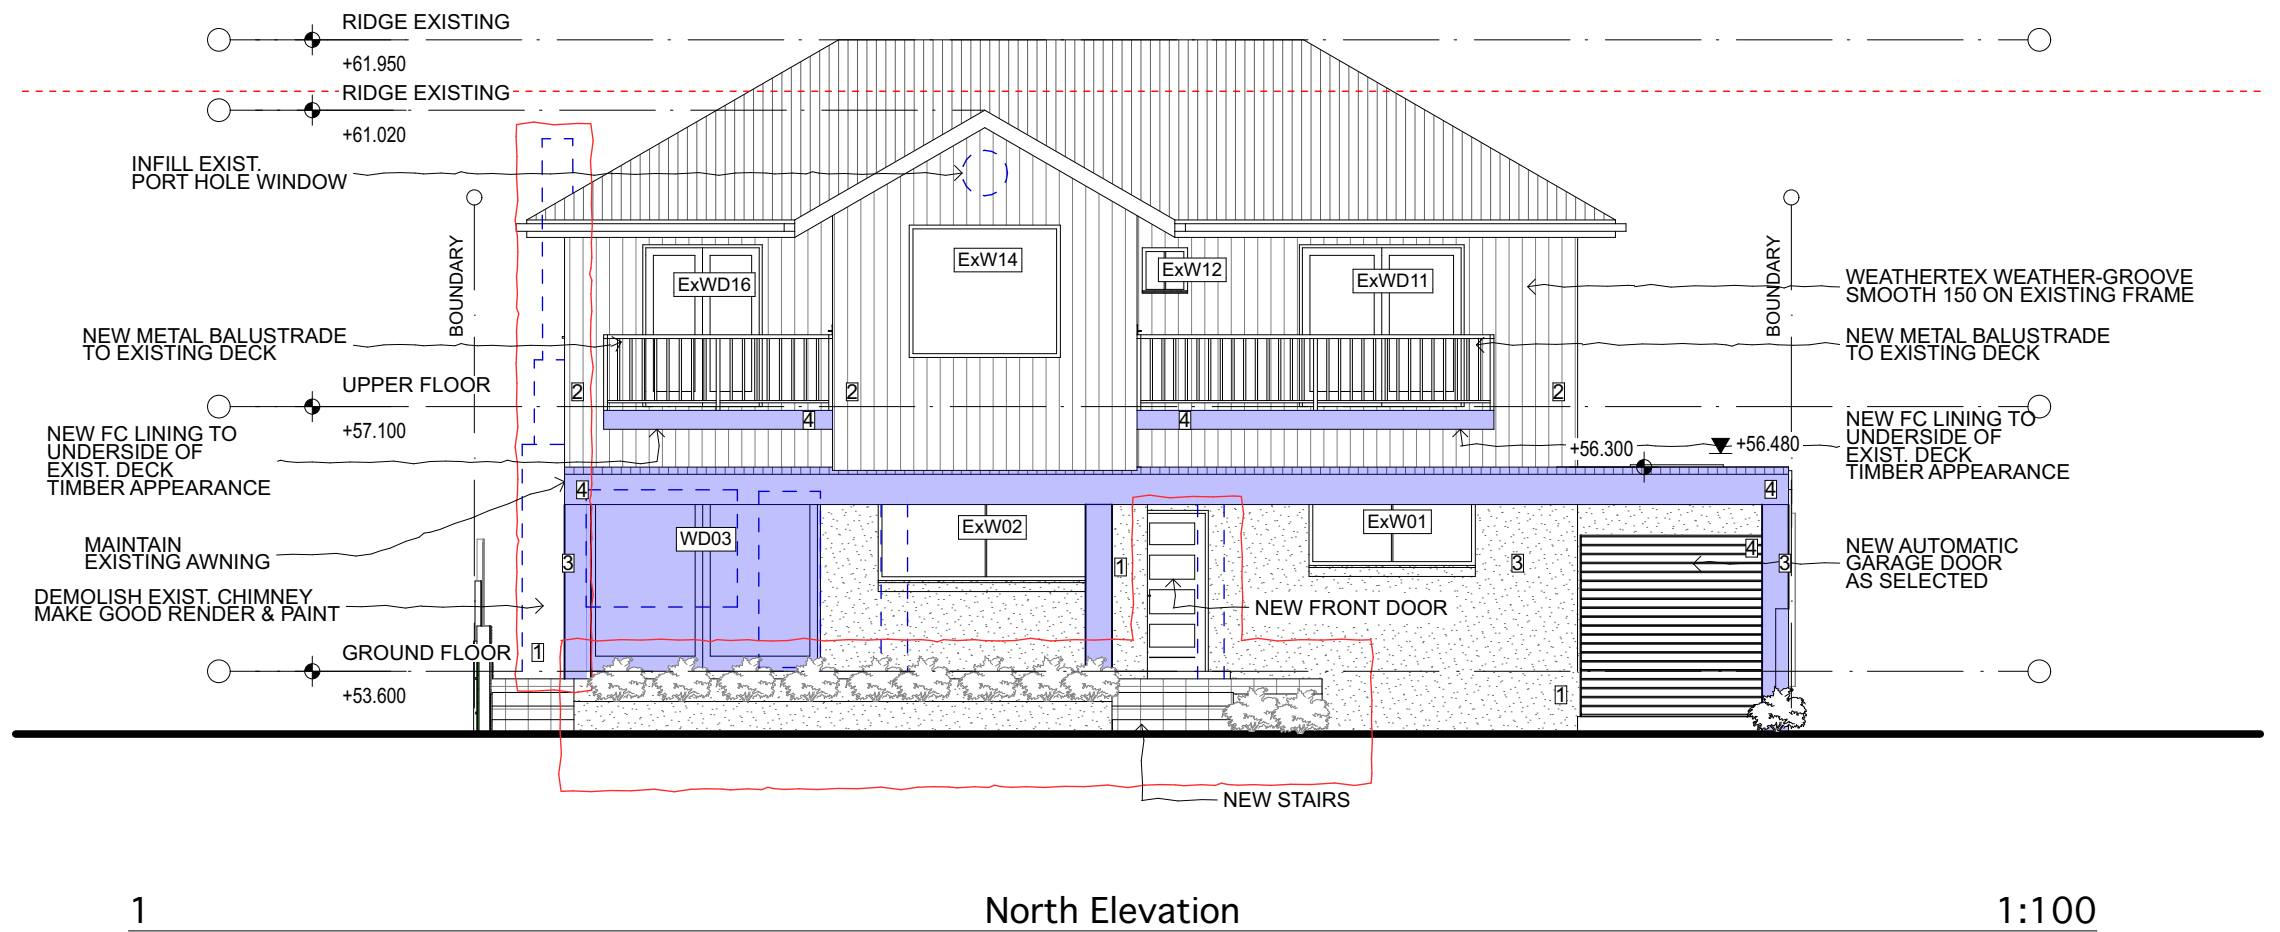 RIDGE EXISTING
+61.950
RIDGE EXISTING
+61.020
INFILL EXIST.
PORT HOLE WINDOW
BOUNDARY
BOUNDARY
ExWD16
ExW14
ExW12
ExWD11
WEATHERTEX WEATHER-GROOVE
SMOOTH 150 ON EXISTING FRAME
NEW METAL BALUSTRADE
TO EXISTING DECK
NEW METAL BALUSTRADE
TO EXISTING DECK
UPPER FLOOR
+57.100
2
2
2
4
4
NEW FC LINING TO
UNDERSIDE OF
EXIST. DECK
TIMBER APPEARANCE
+56.300
+56.480
NEW FC LINING TO
UNDERSIDE OF
EXIST. DECK
TIMBER APPEARANCE
4
4
MAINTAIN
EXISTING AWNING
WD03
ExW02
ExW01
3
1
3
4
3
NEW AUTOMATIC
GARAGE DOOR
AS SELECTED
DEMOLISH EXIST. CHIMNEY
MAKE GOOD RENDER & PAINT
NEW FRONT DOOR
1
GROUND FLOOR
+53.600
1
NEW STAIRS
1
North Elevation
1:100